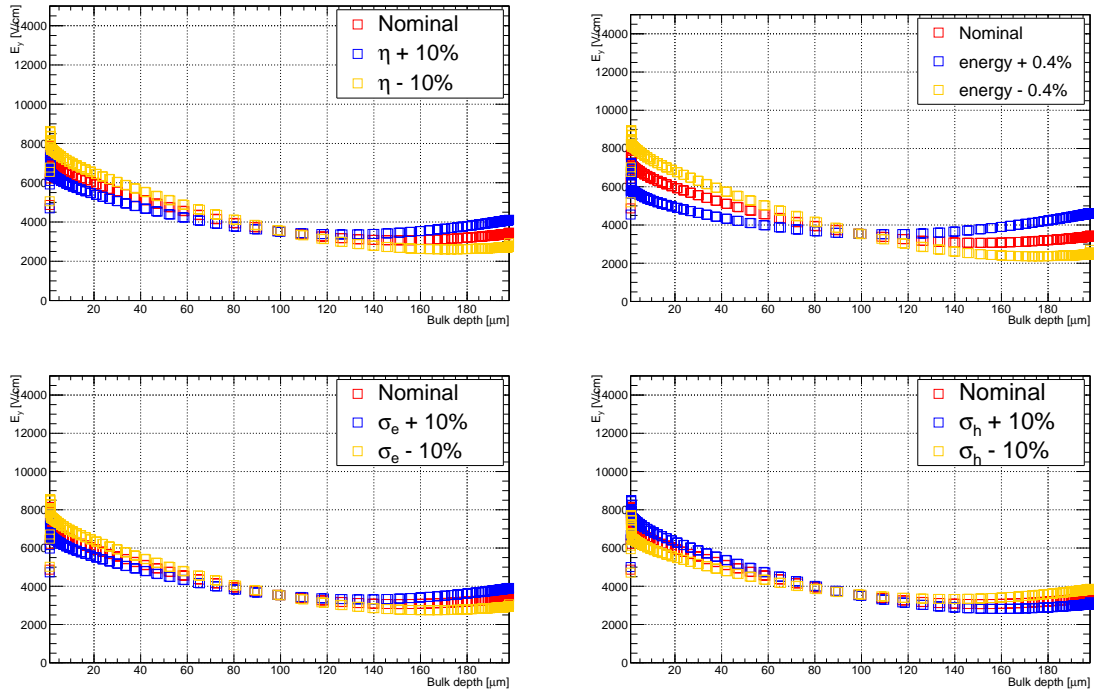 E_y [V/cm]
14000
12000
10000
8000
6000
4000
2000
0
20 40 60 80 100 120 140 160 180
Bulk depth [μm]
Nominal
η + 10%
η - 10%
E_y [V/cm]
14000
12000
10000
8000
6000
4000
2000
0
20 40 60 80 100 120 140 160 180
Bulk depth [μm]
Nominal
energy + 0.4%
energy - 0.4%
E_y [V/cm]
14000
12000
10000
8000
6000
4000
2000
0
20 40 60 80 100 120 140 160 180
Bulk depth [μm]
Nominal
σ_e + 10%
σ_e - 10%
E_y [V/cm]
14000
12000
10000
8000
6000
4000
2000
0
20 40 60 80 100 120 140 160 180
Bulk depth [μm]
Nominal
σ_h + 10%
σ_h - 10%